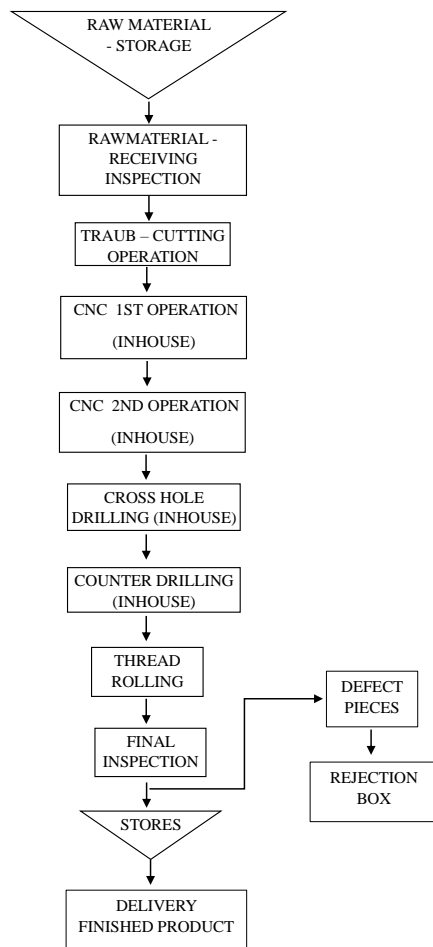 RAW MATERIAL
- STORAGE
RAWMATERIAL -
RECEIVING
INSPECTION
TRAUB – CUTTING
OPERATION
CNC 1ST OPERATION
(INHOUSE)
CNC 2ND OPERATION
(INHOUSE)
CROSS HOLE
DRILLING (INHOUSE)
COUNTER DRILLING
(INHOUSE)
THREAD
ROLLING
FINAL
INSPECTION
DEFECT
PIECES
REJECTION
BOX
STORES
DELIVERY
FINISHED PRODUCT